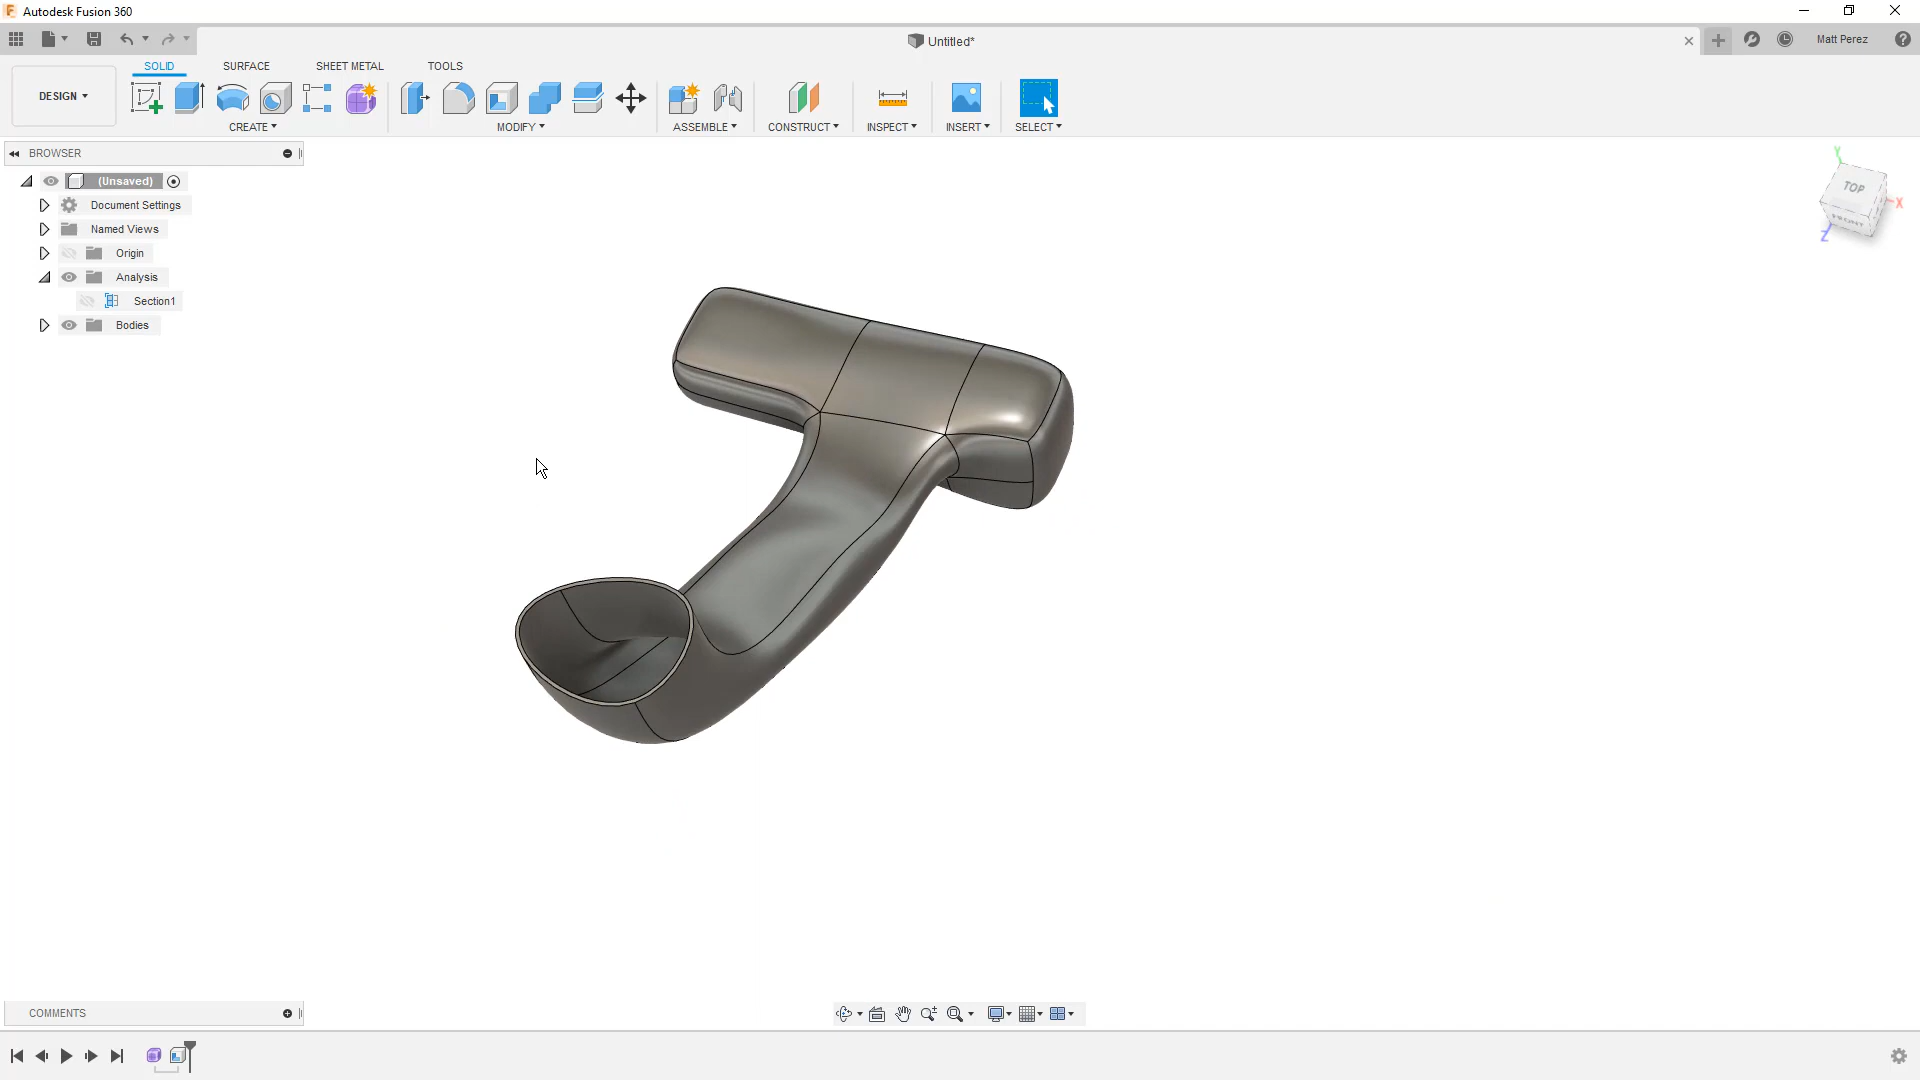 Autodesk Fusion 360
Untitled*
Matt Perez
SOLID SURFACE SHEET METAL TOOLS
DESIGN
CREATE MODIFY ASSEMBLE CONSTRUCT INSPECT INSERT SELECT
BROWSER
(Unsaved)
Document Settings
Named Views
Origin
Analysis
Section1
Bodies
Y
TOP
X
FRONT
Z
COMMENTS